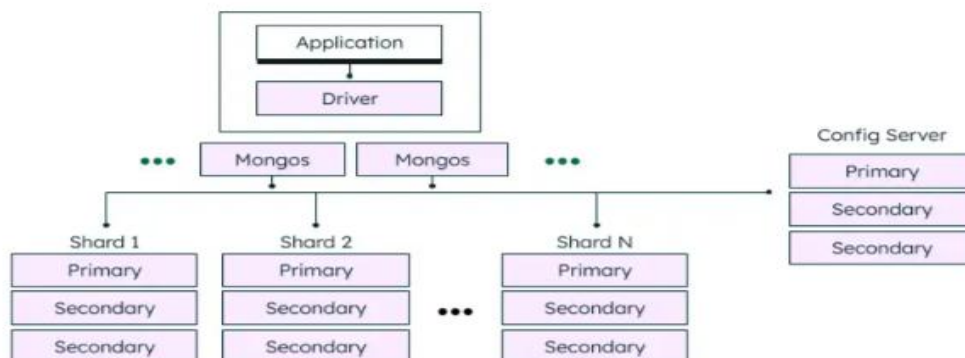 Application
Driver
Mongos Mongos
Config Server
Primary
Secondary
Secondary
Shard 1 Shard 2 Shard N
Primary Primary Primary
Secondary Secondary Secondary
Secondary Secondary Secondary